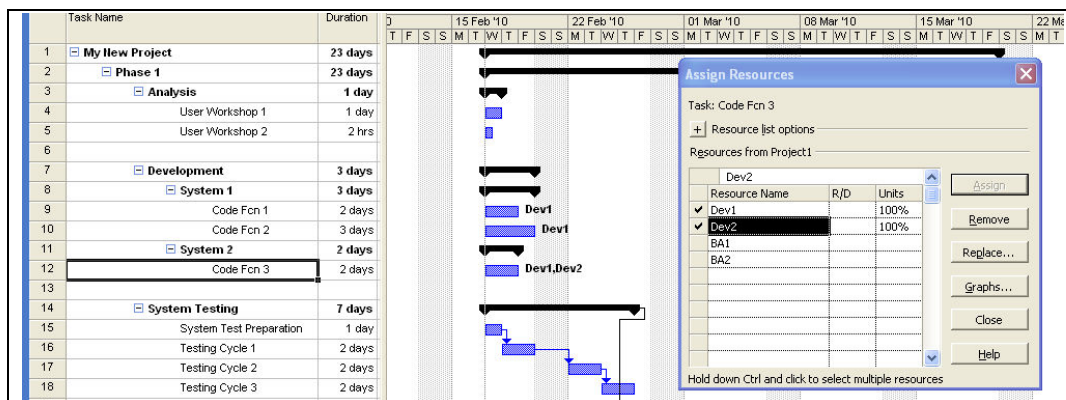 Task Name Duration 0 15 Feb '10 22 Feb '10 01 Mar '10 08 Mar '10 15 Mar '10 22 Ma
T F S S M T W T F S S M T W T F S S M T W T F S S M T W T F S S M T W T F S S M T
1 My New Project 23 days
2 Phase 1 23 days
3 Analysis 1 day
4 User Workshop 1 1 day
5 User Workshop 2 2 hrs
6
7 Development 3 days
8 System 1 3 days
9 Code Fcn 1 2 days Dev1
10 Code Fcn 2 3 days Dev1
11 System 2 2 days
12 Code Fcn 3 2 days Dev1,Dev2
13
14 System Testing 7 days
15 System Test Preparation 1 day
16 Testing Cycle 1 2 days
17 Testing Cycle 2 2 days
18 Testing Cycle 3 2 days
Assign Resources
Task: Code Fcn 3
+ Resource list options
Resources from Project1
Dev2
Resource Name R/D Units
Dev1 100%
Dev2 100%
BA1
BA2
Assign
Remove
Replace...
Graphs...
Close
Help
Hold down Ctrl and click to select multiple resources